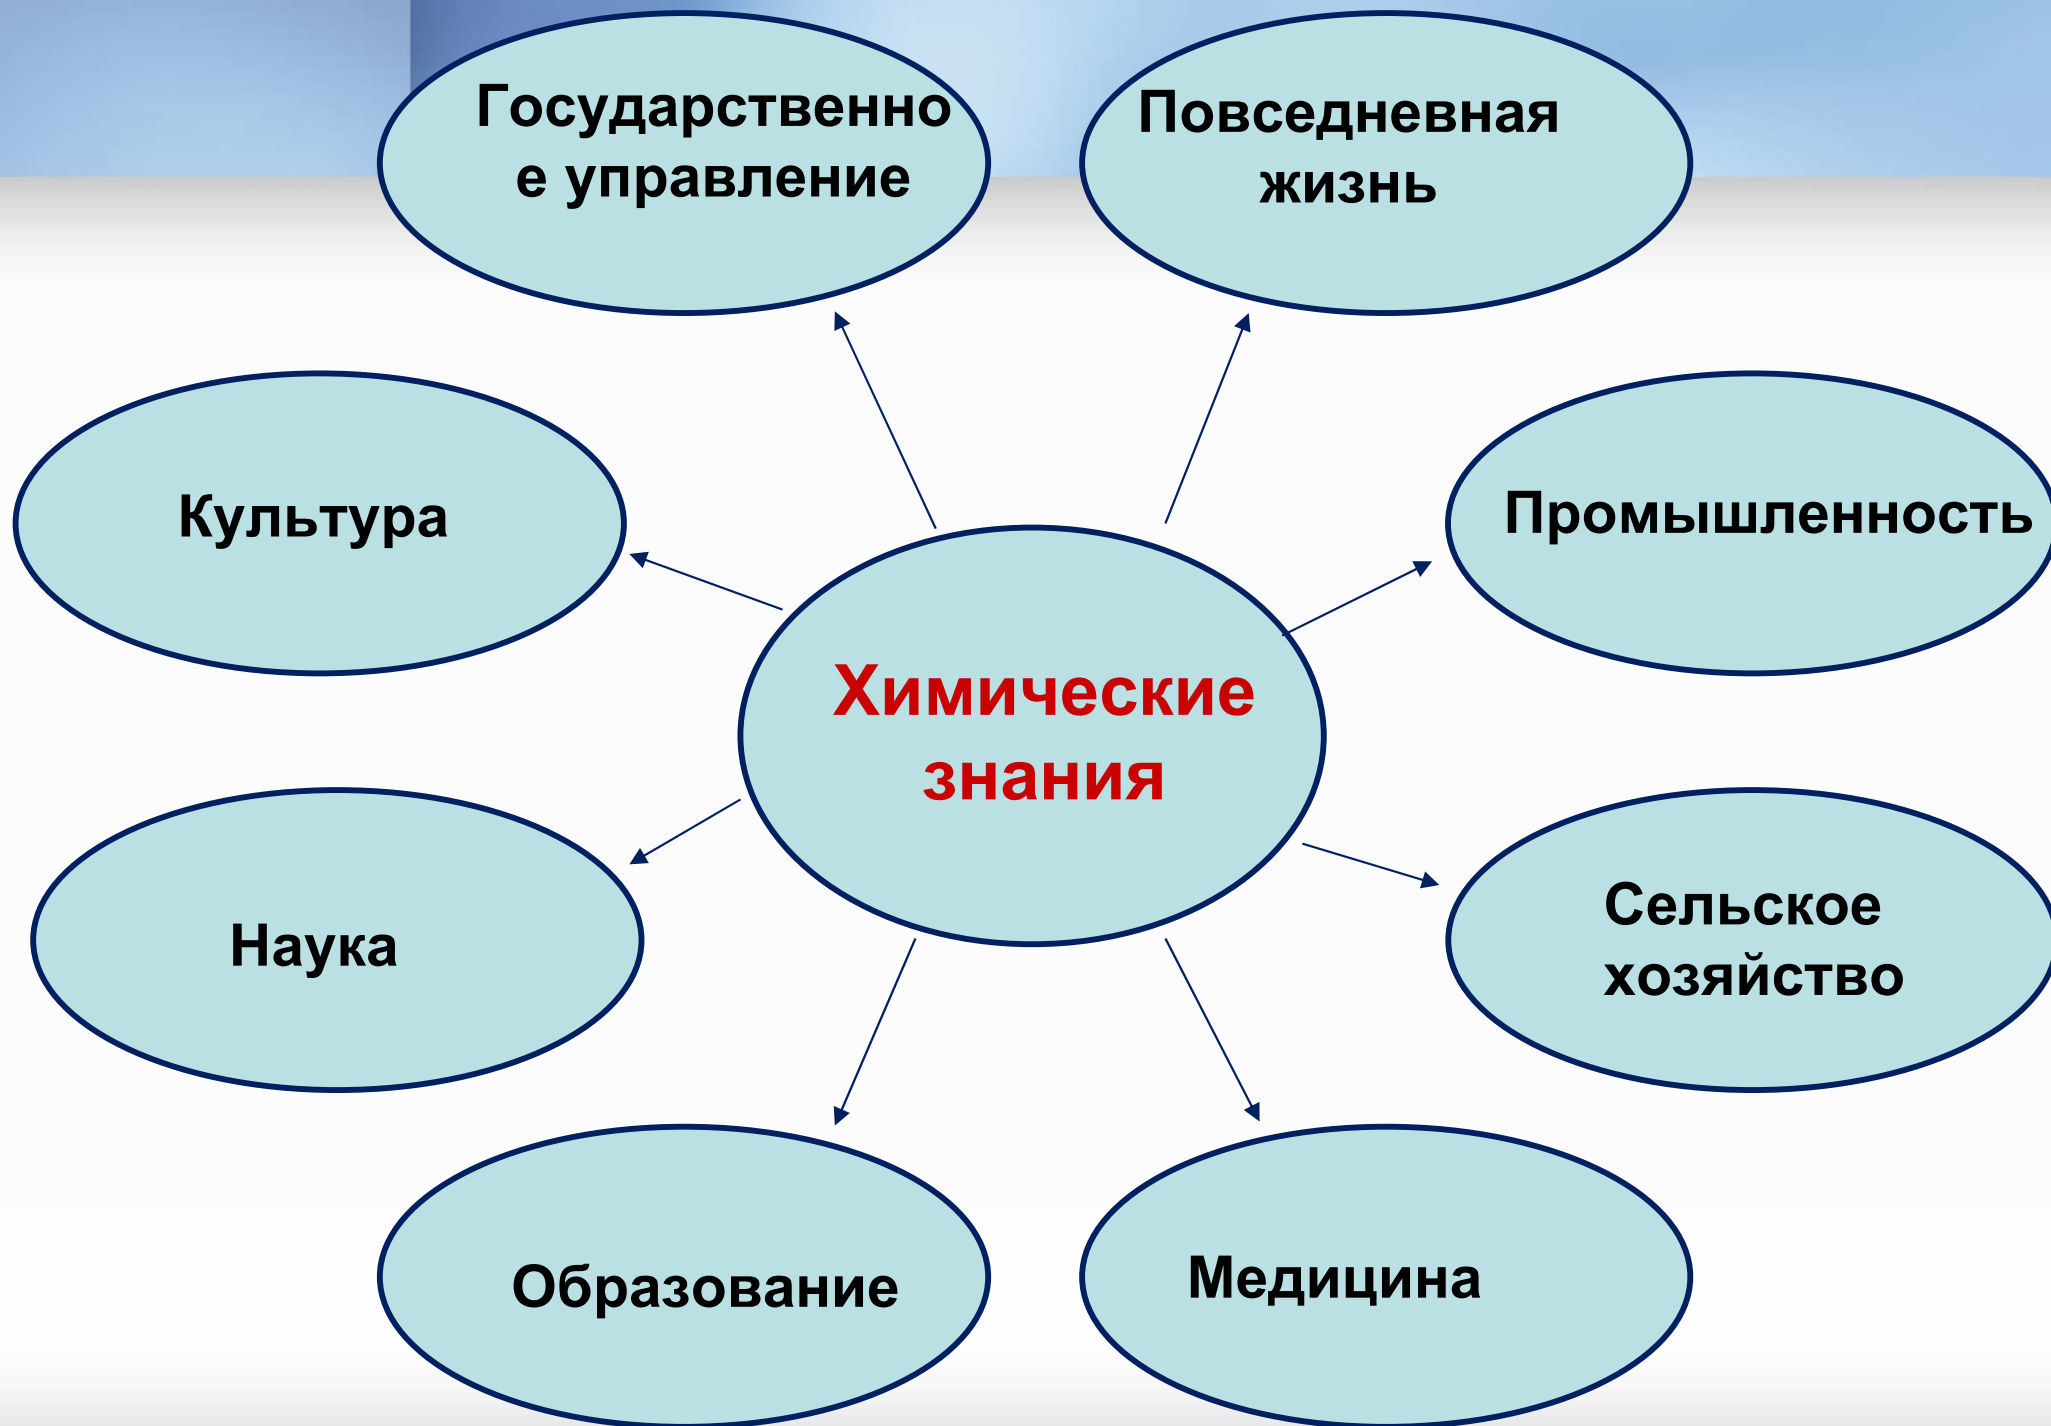 Государственно
е управление
Повседневная
жизнь
Культура
Промышленность
Химические
знания
Наука
Сельское
хозяйство
Образование
Медицина